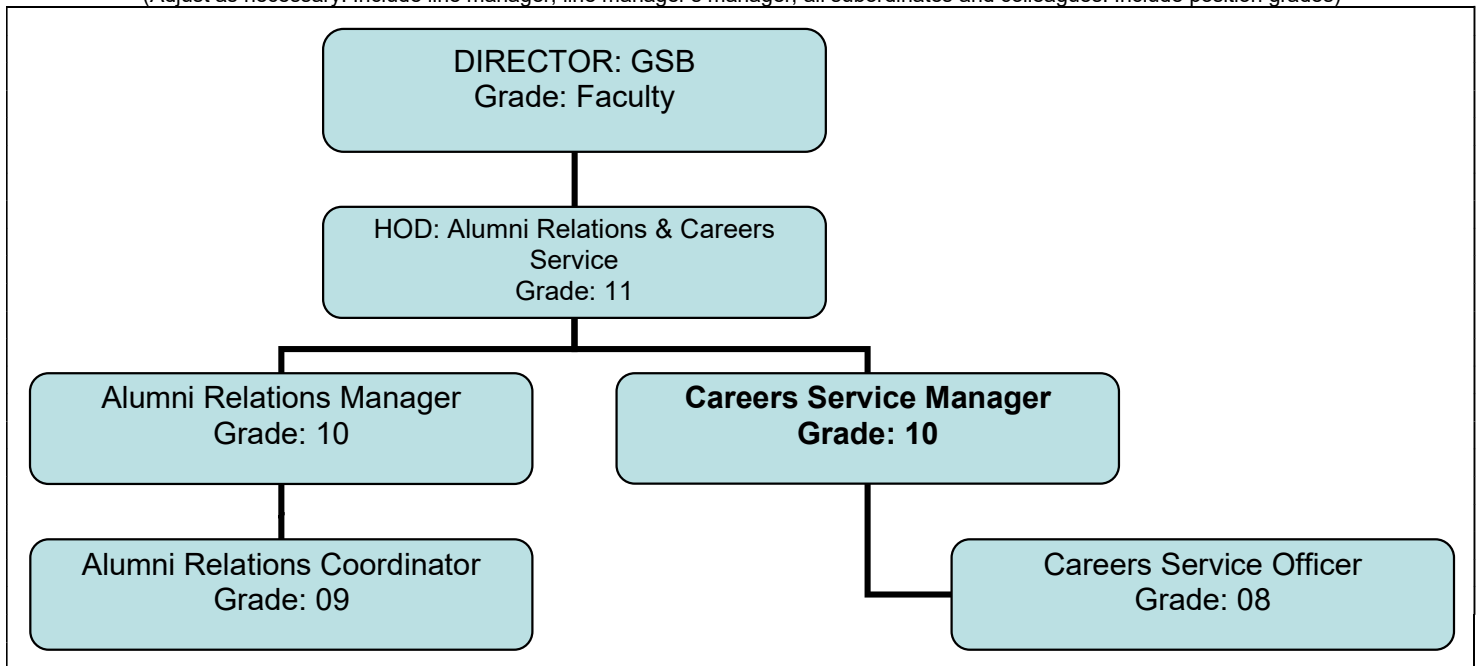 (Adjust as necessary. Include line manager, line manager's manager, all subordinates and colleagues. Include position grades)
DIRECTOR: GSB
Grade: Faculty
HOD: Alumni Relations & Careers
Service
Grade: 11
Alumni Relations Manager
Grade: 10
Careers Service Manager
Grade: 10
Alumni Relations Coordinator
Grade: 09
Careers Service Officer
Grade: 08